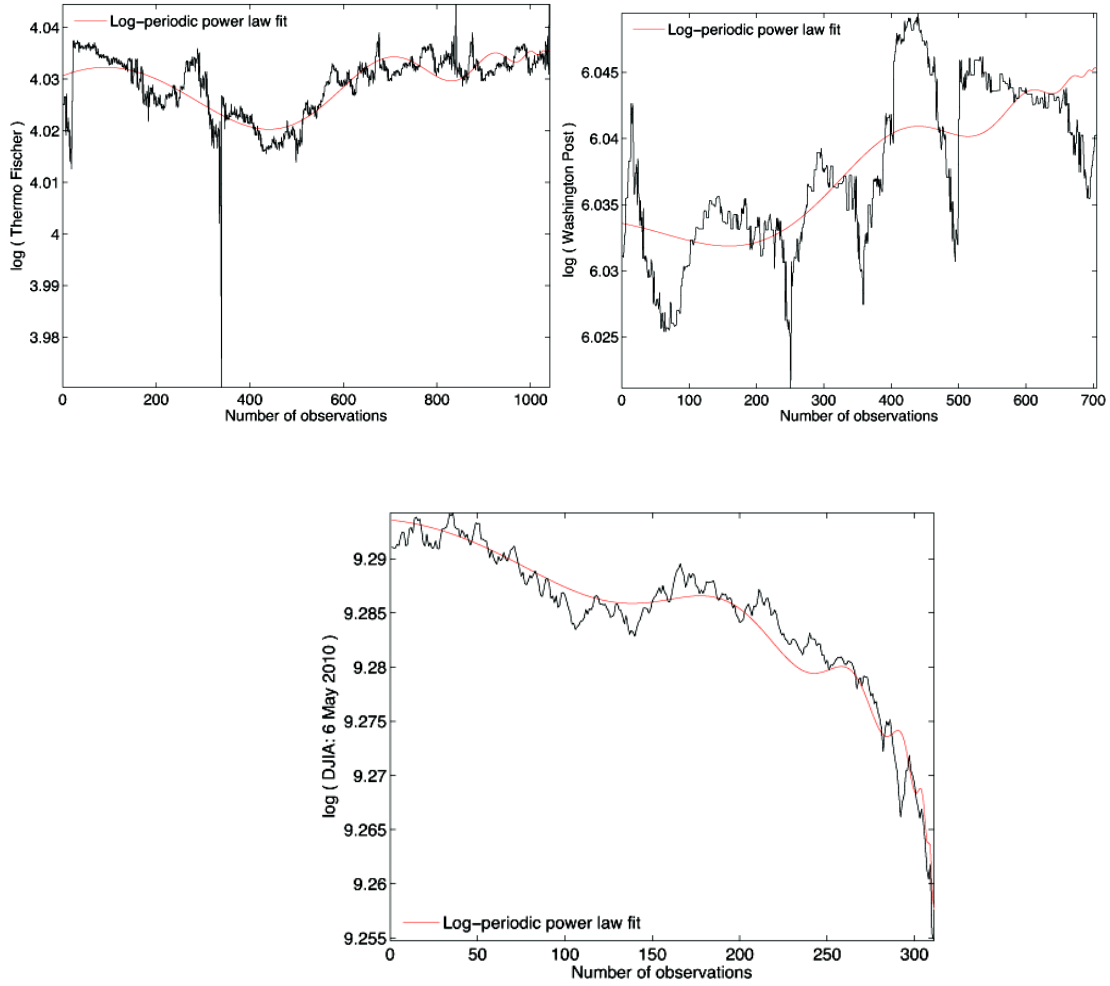 Log−periodic power law fit
log ( Thermo Fischer )
4.04
4.03
4.02
4.01
4
3.99
3.98
0 200 400 600 800 1000
Number of observations
Log−periodic power law fit
log ( Washington Post )
6.045
6.04
6.035
6.03
6.025
0 100 200 300 400 500 600 700
Number of observations
log ( DJIA: 6 May 2010 )
9.29
9.285
9.28
9.275
9.27
9.265
9.26
9.255
Log−periodic power law fit
0 50 100 150 200 250 300
Number of observations